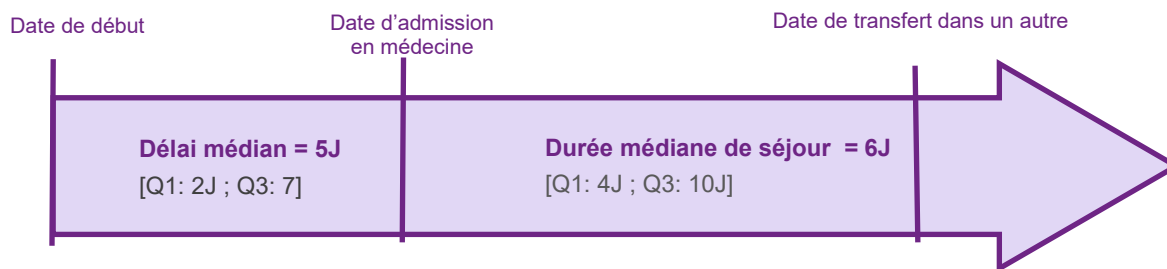 Date de début
Date d’admission
en médecine
Date de transfert dans un autre
Délai médian = 5J
[Q1: 2J ; Q3: 7]
Durée médiane de séjour  = 6J
[Q1: 4J ; Q3: 10J]